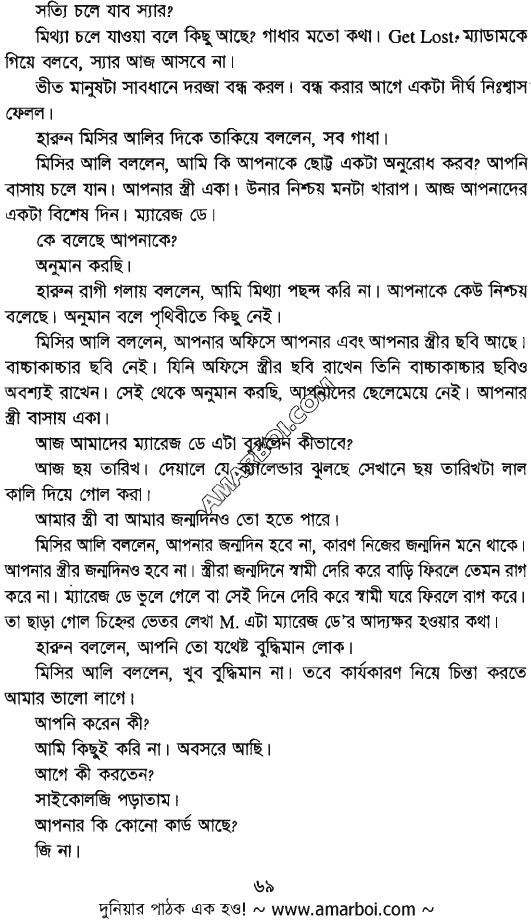 সত্যি চলে যাব স্যার?
মিথ্যা চলে যাওয়া বলে কিছু আছে? গাধার মতো কথা। Get Lost. ম্যাডামকে
গিয়ে বলবে, স্যার আজ আসবে না।
ভীত মানুষটা সাবধানে দরজা বন্ধ করল। বন্ধ করার আগে একটা দীর্ঘ নিঃশ্বাস
ফেলল।
হারুন মিসির আলির দিকে তাকিয়ে বললেন, সব গাধা।
মিসির আলি বললেন, আমি কি আপনাকে ছোট্ট একটা অনুরোধ করব? আপনি
বাসায় চলে যান। আপনার স্ত্রী একা। উনার নিশ্চয় মনটা খারাপ। আজ আপনাদের
একটা বিশেষ দিন। ম্যারেজ ডে।
কে বলেছে আপনাকে?
অনুমান করছি।
হারুন রাগী গলায় বললেন, আমি মিথ্যা পছন্দ করি না। আপনাকে কেউ নিশ্চয়
বলেছে। অনুমান বলে পৃথিবীতে কিছু নেই।
মিসির আলি বললেন, আপনার অফিসে আপনার এবং আপনার স্ত্রীর ছবি আছে।
বাচ্চাকাচ্চার ছবি নেই। যিনি অফিসে স্ত্রীর ছবি রাখেন তিনি বাচ্চাকাচ্চার ছবিও
অবশ্যই রাখেন। সেই থেকে অনুমান করছি, আপনাদের ছেলেমেয়ে নেই। আপনার
স্ত্রী বাসায় একা।
আজ আমাদের ম্যারেজ ডে এটা বুঝলেন কীভাবে?
আজ ছয় তারিখ। দেয়ালে যে ক্যালেন্ডার ঝুলছে সেখানে ছয় তারিখটা লাল
কালি দিয়ে গোল করা।
আমার স্ত্রী বা আমার জন্মদিনও তো হতে পারে।
মিসির আলি বললেন, আপনার জন্মদিন হবে না, কারণ নিজের জন্মদিন মনে থাকে।
আপনার স্ত্রীর জন্মদিনও হবে না। স্ত্রীরা জন্মদিনে স্বামী দেরি করে বাড়ি ফিরলে তেমন রাগ
করে না। ম্যারেজ ডে ভুলে গেলে বা সেই দিনে দেরি করে স্বামী ঘরে ফিরলে রাগ করে।
তা ছাড়া গোল চিহ্নের ভেতর লেখা M. এটা ম্যারেজ ডে'র আদ্যক্ষর হওয়ার কথা।
হারুন বললেন, আপনি তো যথেষ্ট বুদ্ধিমান লোক।
মিসির আলি বললেন, খুব বুদ্ধিমান না। তবে কার্যকারণ নিয়ে চিন্তা করতে
আমার ভালো লাগে।
আপনি করেন কী?
আমি কিছুই করি না। অবসরে আছি।
আগে কী করতেন?
সাইকোলজি পড়াতাম।
আপনার কি কোনো কার্ড আছে?
জি না।
AMARBOI.COM
৬৯
দুনিয়ার পাঠক এক হও! ~ www.amarboi.com ~